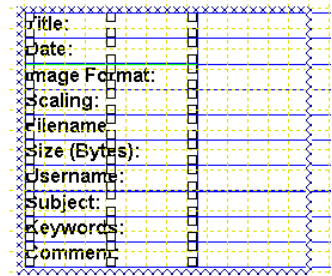 Title:
Date:
Image Format:
Scaling:
Filename
Size (Bytes):
Username:
Subject:
Keywords:
Comment: